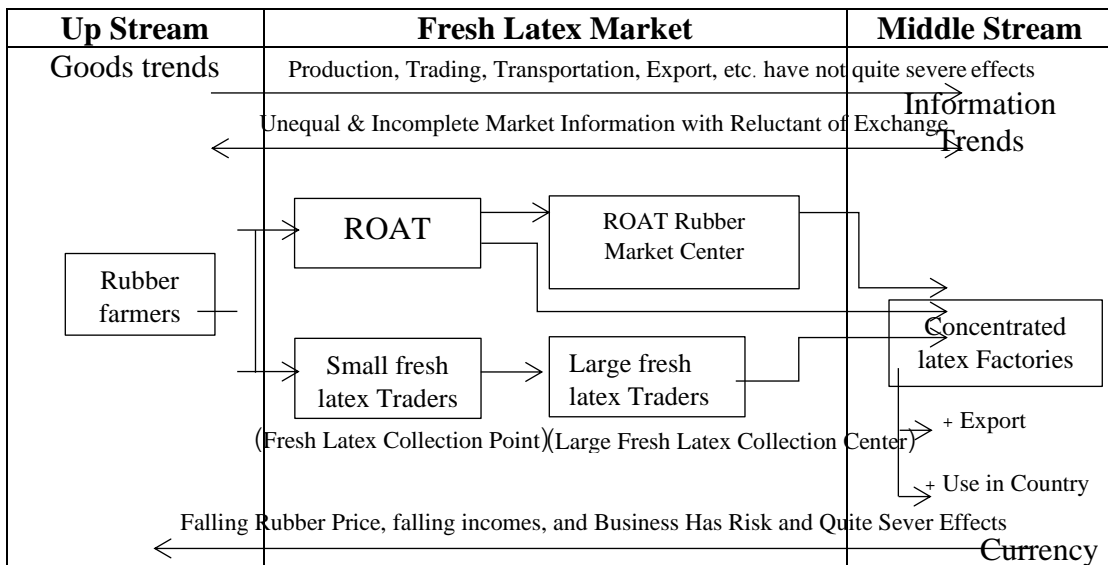 Up Stream
Fresh Latex Market
Middle Stream
Goods trends
Production, Trading, Transportation, Export, etc. have not quite severe effects
Information
Trends
Unequal & Incomplete Market Information with Reluctant of Exchange
Rubber
farmers
ROAT
ROAT Rubber
Market Center
Small fresh
latex Traders
Large fresh
latex Traders
Concentrated
latex Factories
(Fresh Latex Collection Point)
(Large Fresh Latex Collection Center)
+ Export
+ Use in Country
Falling Rubber Price, falling incomes, and Business Has Risk and Quite Sever Effects
Currency